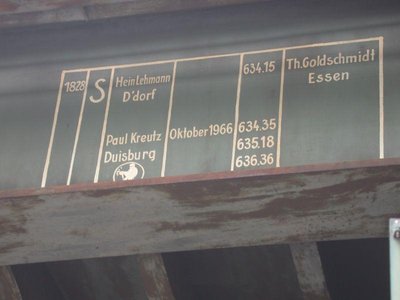 1828 S Hein Lehmann 634.15 Th.Goldschmidt
D'dorf Essen
Paul Kreutz Oktober 1966 634.35
Duisburg 635.18
636.36